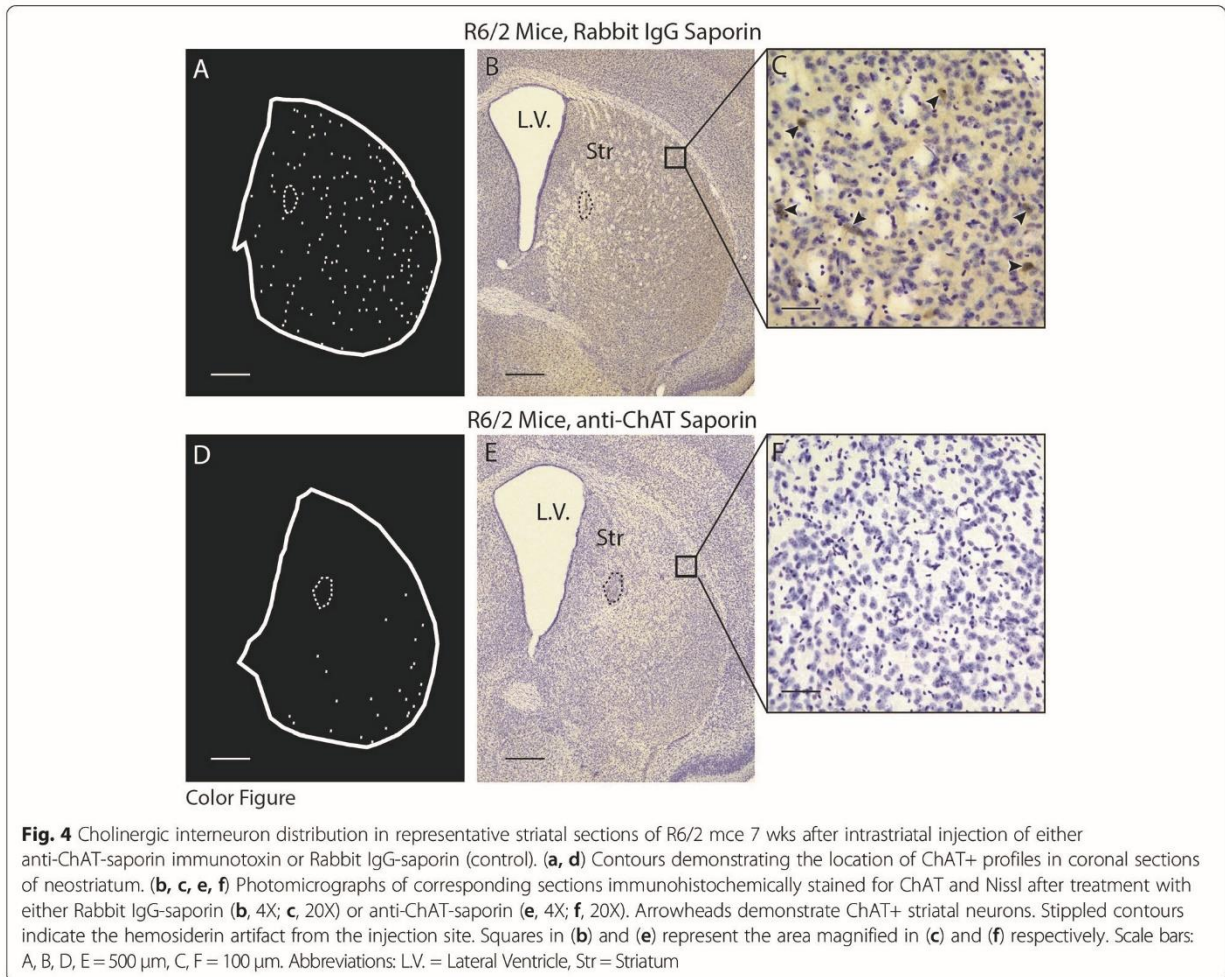 R6/2 Mice, Rabbit IgG Saporin
A
B
C
L.V.
Str
R6/2 Mice, anti-ChAT Saporin
D
E
F
L.V.
Str
Color Figure
Fig. 4 Cholinergic interneuron distribution in representative striatal sections of R6/2 mce 7 wks after intrastriatal injection of either
anti-ChAT-saporin immunotoxin or Rabbit IgG-saporin (control). (a, d) Contours demonstrating the location of ChAT+ profiles in coronal sections
of neostriatum. (b, c, e, f) Photomicrographs of corresponding sections immunohistochemically stained for ChAT and Nissl after treatment with
either Rabbit IgG-saporin (b, 4X; c, 20X) or anti-ChAT-saporin (e, 4X; f, 20X). Arrowheads demonstrate ChAT+ striatal neurons. Stippled contours
indicate the hemosiderin artifact from the injection site. Squares in (b) and (e) represent the area magnified in (c) and (f) respectively. Scale bars:
A, B, D, E = 500 μm, C, F = 100 μm. Abbreviations: L.V. = Lateral Ventricle, Str = Striatum